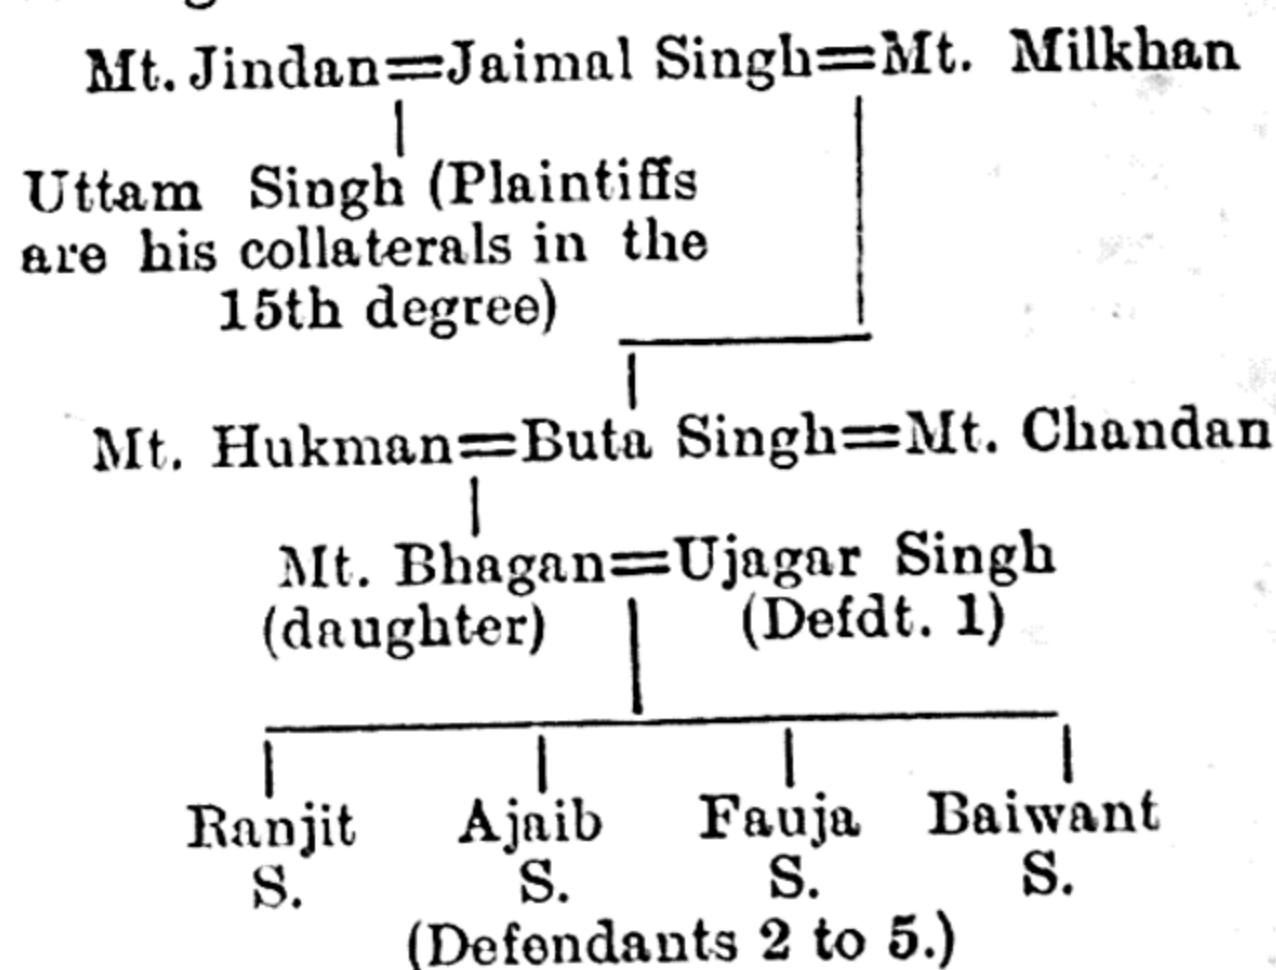 Mt. Jindan=Jaimal Singh=Mt. Milkhan
Uttam Singh (Plaintiffs
are his collaterals in the
15th degree)
Mt. Hukman=Buta Singh=Mt. Chandan
Mt. Bhagan=Ujagar Singh
(daughter) (Defdt. 1)
Ranjit Ajaib Fauja Baiwant
S. S. S. S.
(Defendants 2 to 5.)